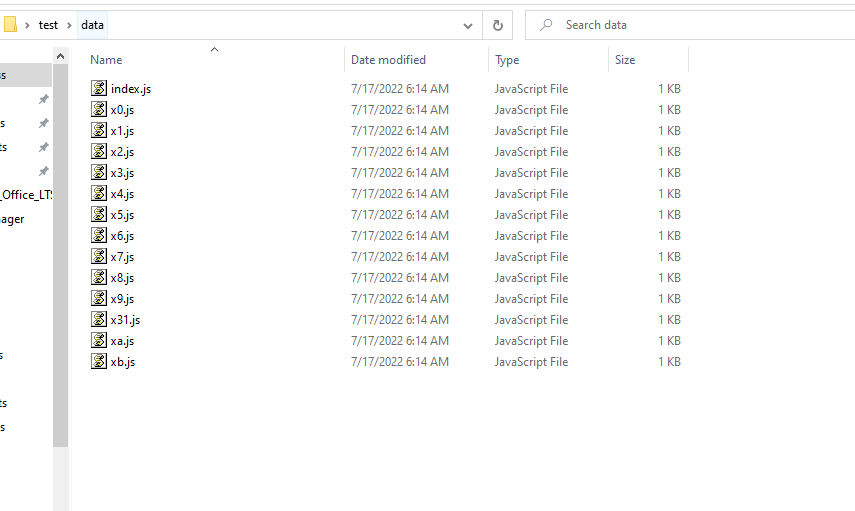 test data Search data
Name Date modified Type Size
index.js 7/17/2022 6:14 AM JavaScript File 1 KB
x0.js 7/17/2022 6:14 AM JavaScript File 1 KB
x1.js 7/17/2022 6:14 AM JavaScript File 1 KB
x2.js 7/17/2022 6:14 AM JavaScript File 1 KB
x3.js 7/17/2022 6:14 AM JavaScript File 1 KB
_Office_LTS x4.js 7/17/2022 6:14 AM JavaScript File 1 KB
nager x5.js 7/17/2022 6:14 AM JavaScript File 1 KB
x6.js 7/17/2022 6:14 AM JavaScript File 1 KB
x7.js 7/17/2022 6:14 AM JavaScript File 1 KB
x8.js 7/17/2022 6:14 AM JavaScript File 1 KB
x9.js 7/17/2022 6:14 AM JavaScript File 1 KB
x31.js 7/17/2022 6:14 AM JavaScript File 1 KB
xa.js 7/17/2022 6:14 AM JavaScript File 1 KB
xb.js 7/17/2022 6:14 AM JavaScript File 1 KB